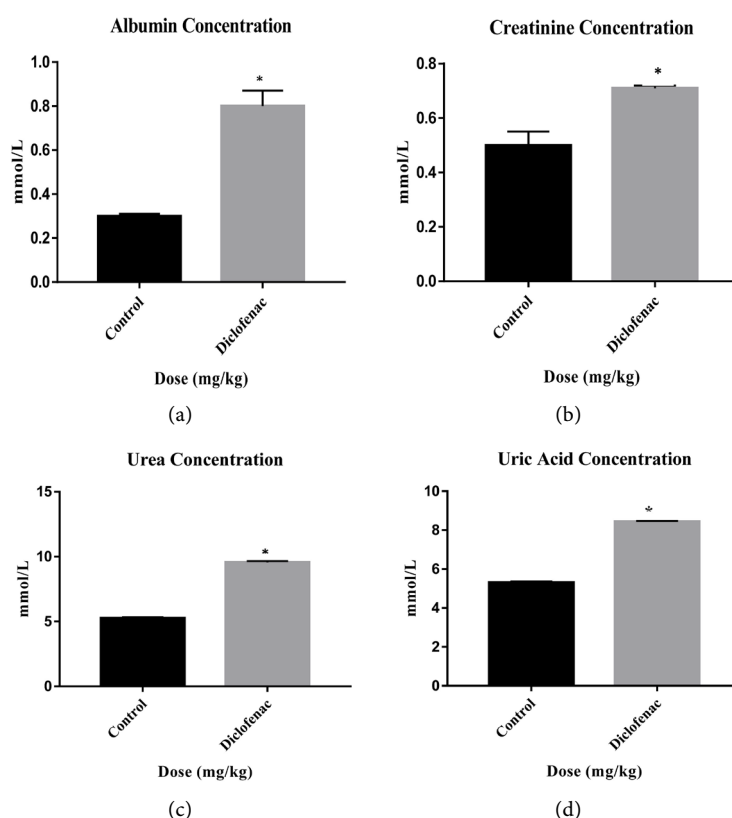 Albumin Concentration
1.0
*
0.8
0.6
mmol/L
0.4
0.2
0.0
Control
Diclofenac
Dose (mg/kg)
(a)
Creatinine Concentration
0.8
*
0.6
mmol/L
0.4
0.2
0.0
Control
Diclofenac
Dose (mg/kg)
(b)
Urea Concentration
15
*
10
mmol/L
5
0
Control
Diclofenac
Dose (mg/kg)
(c)
Uric Acid Concentration
10
*
8
6
mmol/L
4
2
0
Control
Diclofenac
Dose (mg/kg)
(d)